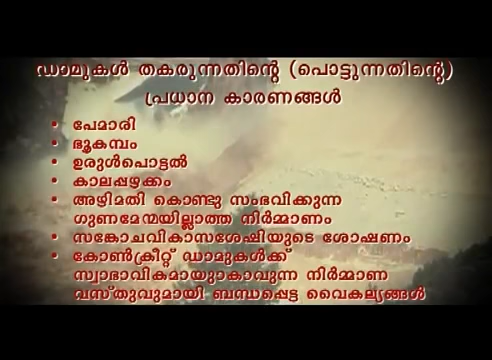 ഡാമുകൾ തകരുന്നതിന്റെ (പൊട്ടുന്നതിന്റെ)
പ്രധാന കാരണങ്ങൾ
• പേമാരി
• ഭൂകമ്പം
• ഉരുൾപൊട്ടൽ
• കാലപ്പഴക്കം
• അഴിമതി കൊണ്ടു സംഭവിക്കുന്ന
ഗുണമേന്മയില്ലാത്ത നിർമ്മാണം
• സങ്കോചവികാസശേഷിയുടെ ശോഷണം
• കോൺക്രീറ്റ് ഡാമുകൾക്ക്
സ്വാഭാവികമായുാകാവുന്ന നിർമ്മാണ
വസ്തുവുമായി ബന്ധപ്പെട്ട വൈകല്യങ്ങൾ